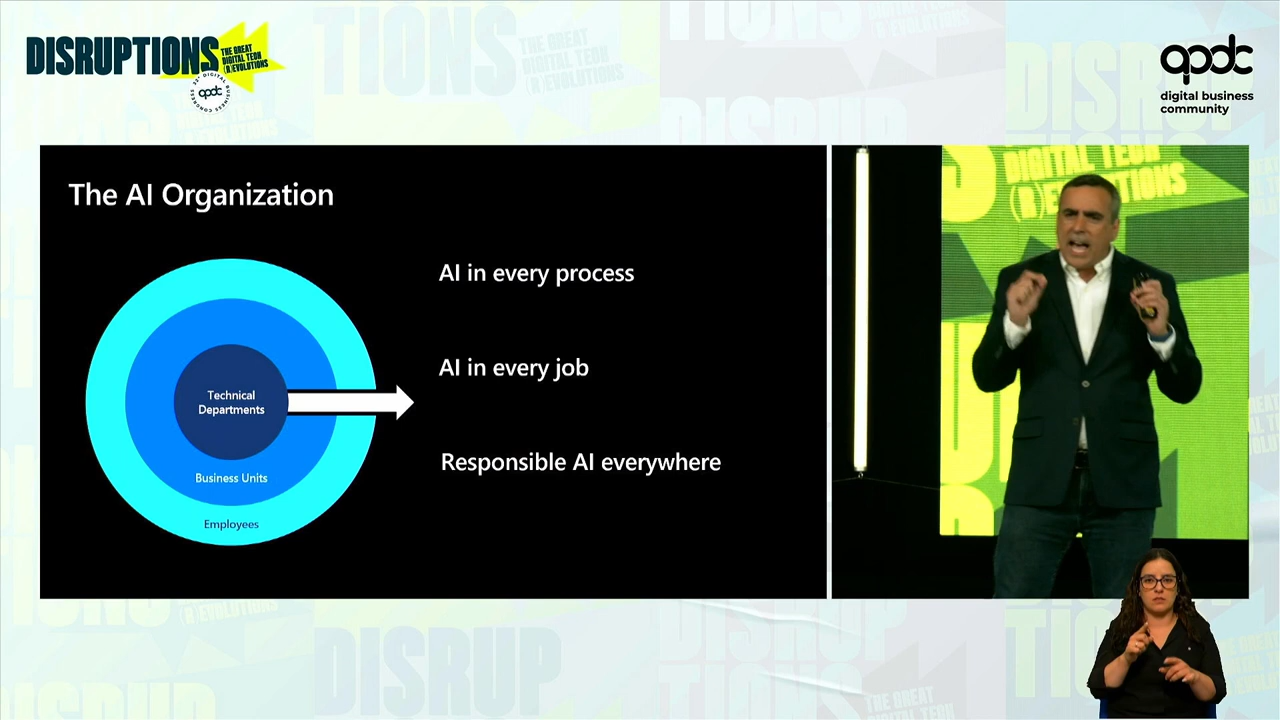 DISRUPTIONS
THE GREAT
DIGITAL TECH
(R)EVOLUTIONS
apdc
digital business
community
The AI Organization
AI in every process
AI in every job
Responsible AI everywhere
Technical
Departments
Business Units
Employees
DIGITAL TECH
(R)EVOLUTIONS